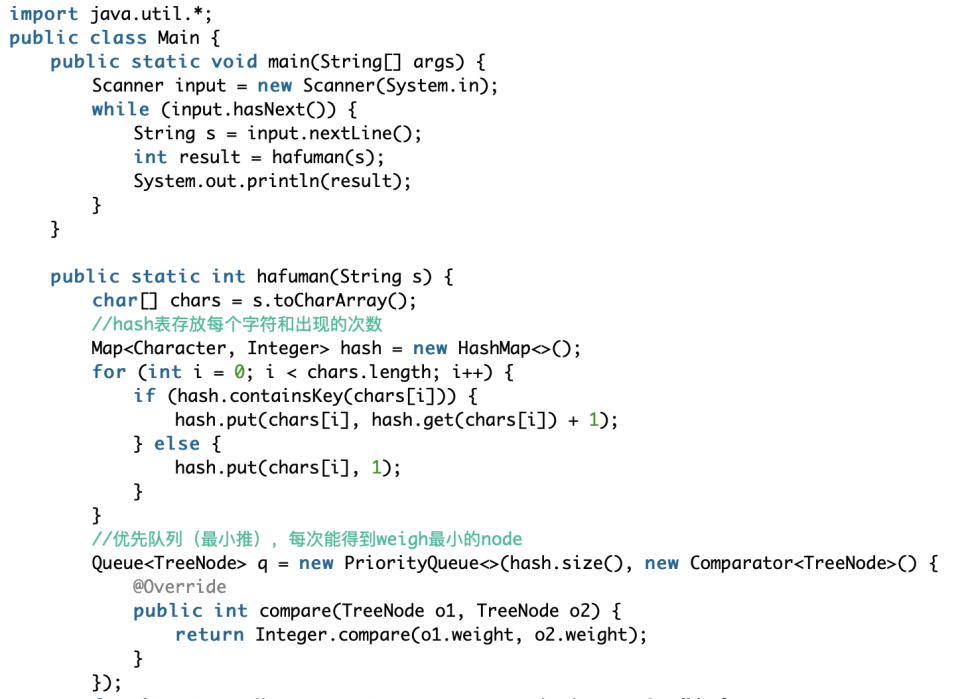 import java.util.*;
public class Main {
    public static void main(String[] args) {
        Scanner input = new Scanner(System.in);
        while (input.hasNext()) {
            String s = input.nextLine();
            int result = hafuman(s);
            System.out.println(result);
        }
    }

    public static int hafuman(String s) {
        char[] chars = s.toCharArray();
        //hash表存放每个字符和出现的次数
        Map<Character, Integer> hash = new HashMap<>();
        for (int i = 0; i < chars.length; i++) {
            if (hash.containsKey(chars[i])) {
                hash.put(chars[i], hash.get(chars[i]) + 1);
            } else {
                hash.put(chars[i], 1);
            }
        }
        //优先队列（最小推），每次能得到weigh最小的node
        Queue<TreeNode> q = new PriorityQueue<>(hash.size(), new Comparator<TreeNode>() {
            @Override
            public int compare(TreeNode o1, TreeNode o2) {
                return Integer.compare(o1.weight, o2.weight);
            }
        });